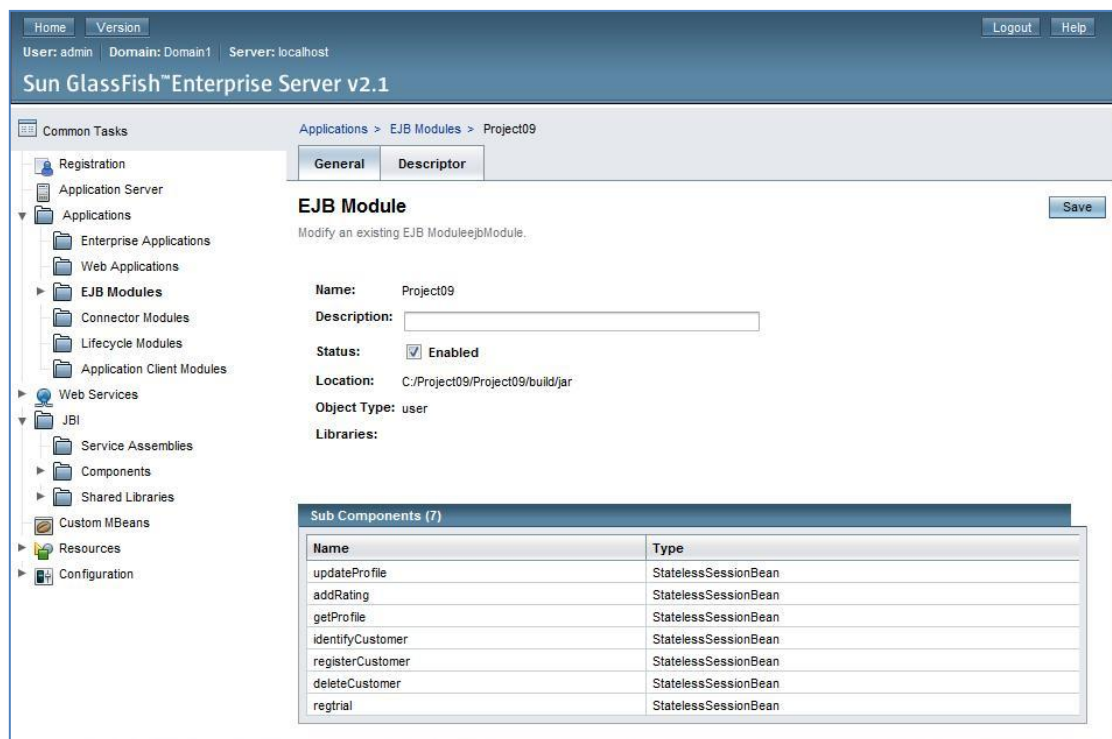 Home Version Logout Help
User: admin Domain: Domain1 Server: localhost
Sun GlassFish™Enterprise Server v2.1
Common Tasks
Registration
Application Server
Applications
Enterprise Applications
Web Applications
EJB Modules
Connector Modules
Lifecycle Modules
Application Client Modules
Web Services
JBI
Service Assemblies
Components
Shared Libraries
Custom MBeans
Resources
Configuration
Applications > EJB Modules > Project09
General Descriptor
EJB Module
Save
Modify an existing EJB ModuleejbModule.
Name: Project09
Description:
Status: Enabled
Location: C:/Project09/Project09/build/jar
Object Type: user
Libraries:
Sub Components (7)
Name Type
updateProfile StatelessSessionBean
addRating StatelessSessionBean
getProfile StatelessSessionBean
identifyCustomer StatelessSessionBean
registerCustomer StatelessSessionBean
deleteCustomer StatelessSessionBean
regtrial StatelessSessionBean